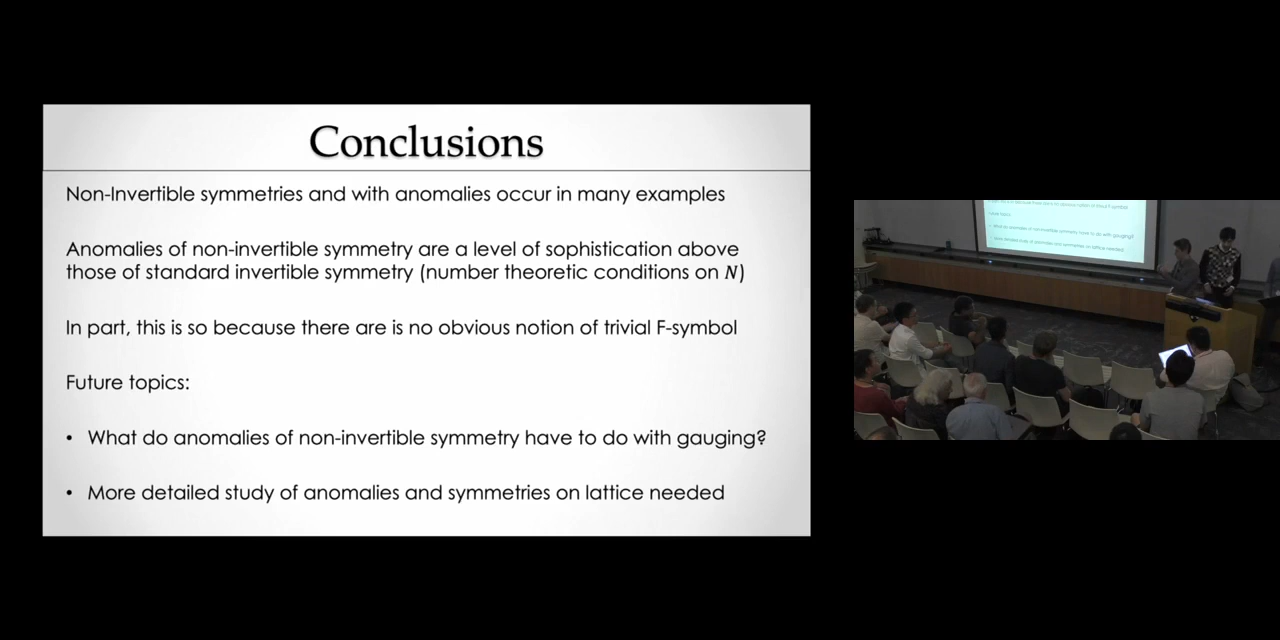 Conclusions
Non-Invertible symmetries and with anomalies occur in many examples
Anomalies of non-invertible symmetry are a level of sophistication above
those of standard invertible symmetry (number theoretic conditions on N)
In part, this is so because there are is no obvious notion of trivial F-symbol
Future topics:
• What do anomalies of non-invertible symmetry have to do with gauging?
• More detailed study of anomalies and symmetries on lattice needed